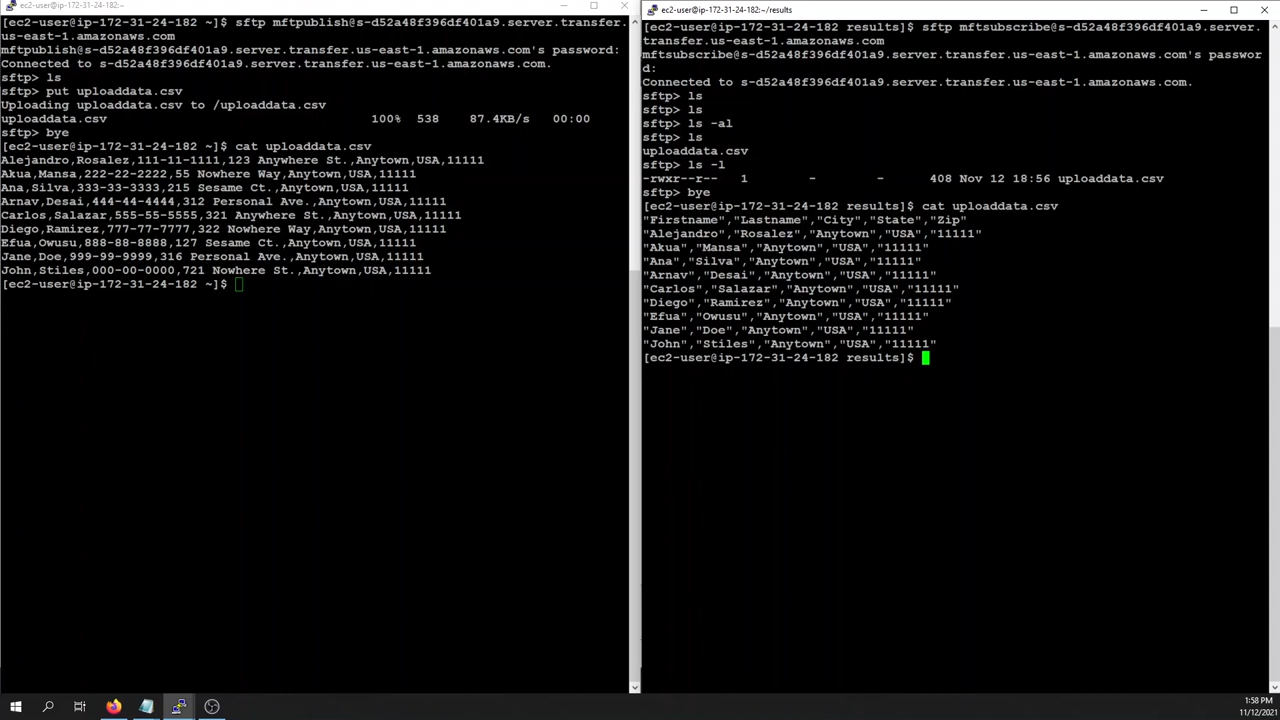 ec2-user@ip-172-31-24-182:~
[ec2-user@ip-172-31-24-182 ~]$ sftp mftpublish@s-d52a48f396df401a9.server.transfer.
us-east-1.amazonaws.com
mftpublish@s-d52a48f396df401a9.server.transfer.us-east-1.amazonaws.com's password:
Connected to s-d52a48f396df401a9.server.transfer.us-east-1.amazonaws.com.
sftp> ls
sftp> put uploaddata.csv
Uploading uploaddata.csv to /uploaddata.csv
uploaddata.csv 100% 538 87.4KB/s 00:00
sftp> bye
[ec2-user@ip-172-31-24-182 ~]$ cat uploaddata.csv
Alejandro,Rosalez,111-11-1111,123 Anywhere St.,Anytown,USA,11111
Akua,Mansa,222-22-2222,55 Nowhere Way,Anytown,USA,11111
Ana,Silva,333-33-3333,215 Sesame Ct.,Anytown,USA,11111
Arnav,Desai,444-44-4444,312 Personal Ave.,Anytown,USA,11111
Carlos,Salazar,555-55-5555,321 Anywhere St.,Anytown,USA,11111
Diego,Ramirez,777-77-7777,322 Nowhere Way,Anytown,USA,11111
Efua,Owusu,888-88-8888,127 Sesame Ct.,Anytown,USA,11111
Jane,Doe,999-99-9999,316 Personal Ave.,Anytown,USA,11111
John,Stiles,000-00-0000,721 Nowhere St.,Anytown,USA,11111
[ec2-user@ip-172-31-24-182 ~]$
ec2-user@ip-172-31-24-182:~/results
[ec2-user@ip-172-31-24-182 results]$ sftp mftsubscribe@s-d52a48f396df401a9.server.
transfer.us-east-1.amazonaws.com
mftsubscribe@s-d52a48f396df401a9.server.transfer.us-east-1.amazonaws.com's passwor
d:
Connected to s-d52a48f396df401a9.server.transfer.us-east-1.amazonaws.com.
sftp> ls
sftp> ls
sftp> ls -al
sftp> ls
uploaddata.csv
sftp> ls -l
-rwxr--r-- 1 - - 408 Nov 12 18:56 uploaddata.csv
sftp> bye
[ec2-user@ip-172-31-24-182 results]$ cat uploaddata.csv
"Firstname","Lastname","City","State","Zip"
"Alejandro","Rosalez","Anytown","USA","11111"
"Akua","Mansa","Anytown","USA","11111"
"Ana","Silva","Anytown","USA","11111"
"Arnav","Desai","Anytown","USA","11111"
"Carlos","Salazar","Anytown","USA","11111"
"Diego","Ramirez","Anytown","USA","11111"
"Efua","Owusu","Anytown","USA","11111"
"Jane","Doe","Anytown","USA","11111"
"John","Stiles","Anytown","USA","11111"
[ec2-user@ip-172-31-24-182 results]$
1:58 PM
11/12/2021